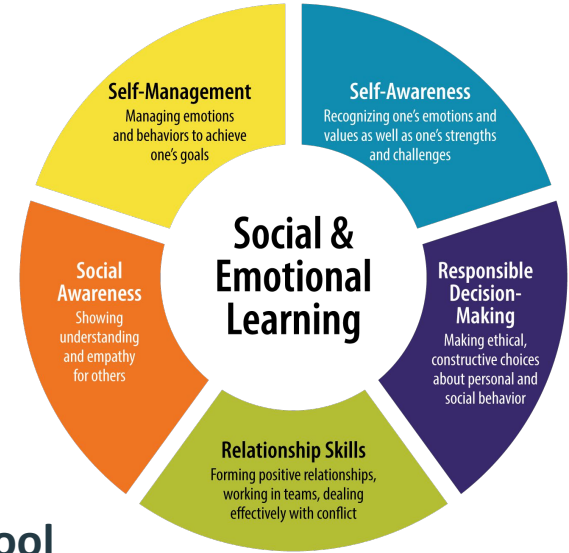 Self-Management
Managing emotions
and behaviors to achieve
one's goals
Self-Awareness
Recognizing one's emotions and
values as well as one's strengths
and challenges
Social &
Emotional
Learning
Social
Awareness
Showing
understanding
and empathy
for others
Responsible
Decision-
Making
Making ethical,
constructive choices
about personal and
social behavior
Relationship Skills
Forming positive relationships,
working in teams, dealing
effectively with conflict
ool